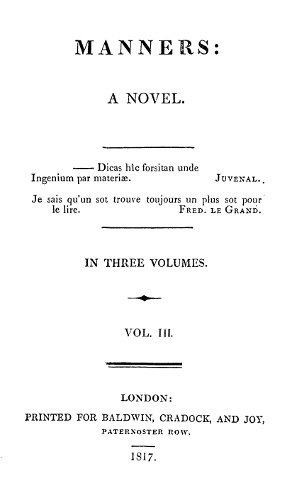 MANNERS:
A NOVEL.
—— Dicas hîc forsitan unde
Ingenium par materiæ. JUVENAL.
Je sais qu'un sot trouve toujours un plus sot pour
le lire. FRED. LE GRAND.
IN THREE VOLUMES.
VOL. III.
LONDON:
PRINTED FOR BALDWIN, CRADOCK, AND JOY,
PATERNOSTER ROW.
1817.